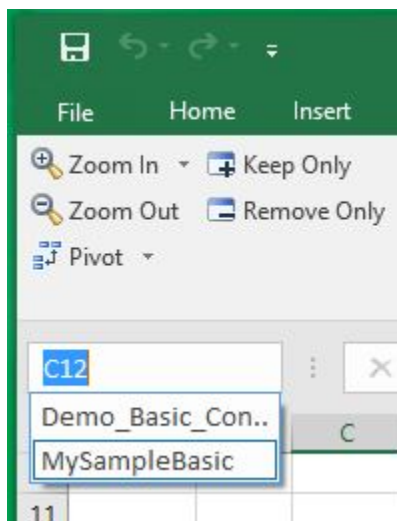 File Home Insert
Zoom In Keep Only
Zoom Out Remove Only
Pivot
C12
Demo_Basic_Con..
C
MySampleBasic
11